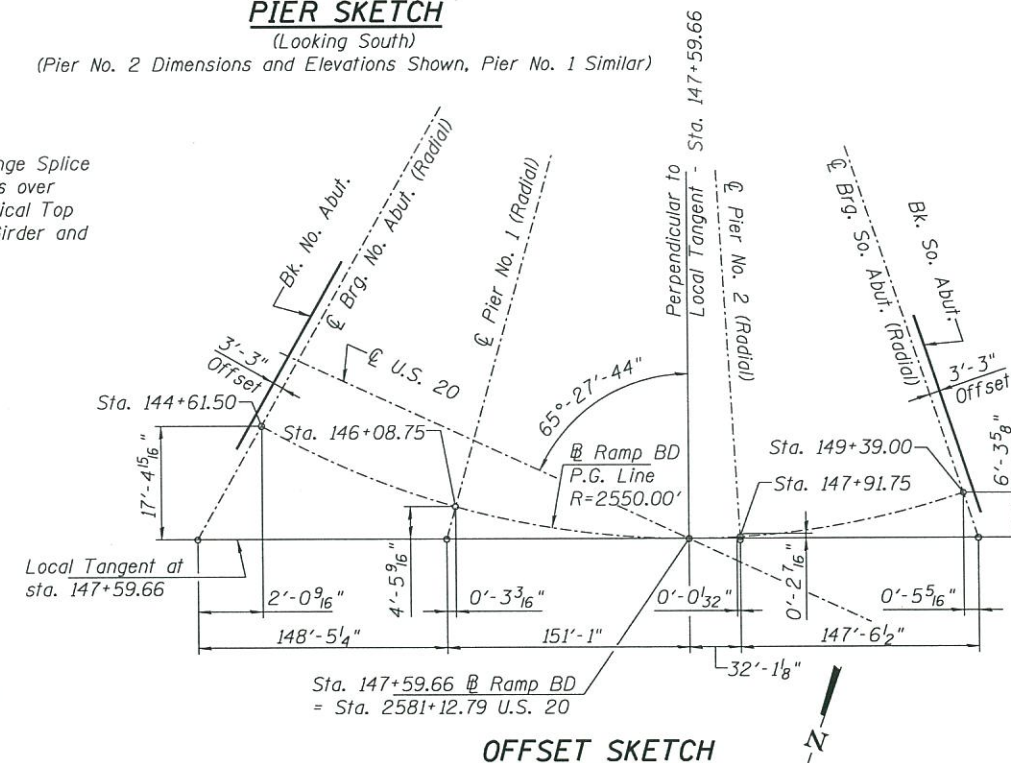 PIER SKETCH
(Looking South)
(Pier No. 2 Dimensions and Elevations Shown, Pier No. 1 Similar)
nge Splice
s over
ical Top
Girder and
Bk. No. Abut.
℄ Brg. No. Abut. (Radial)
℄ Pier No. 1 (Radial)
Perpendicular to
Local Tangent - Sta. 147+59.66
℄ Pier No. 2 (Radial)
℄ Brg. So. Abut. (Radial)
Bk. So. Abut.
3'-3"
Offset
℄ U.S. 20
65°-27'-44"
3'-3"
Offset
Sta. 144+61.50
Sta. 146+08.75
Sta. 149+39.00
Sta. 147+91.75
17'-4 15/16"
BL Ramp BD
P.G. Line
R=2550.00'
6'-3 5/8"
4'-5 9/16"
0'-2 7/16"
Local Tangent at
sta. 147+59.66
2'-0 9/16"
0'-3 3/16"
0'-0 1/32"
0'-5 5/16"
148'-5 1/4"
151'-1"
32'-1 1/8"
147'-6 1/2"
Sta. 147+59.66 BL Ramp BD
= Sta. 2581+12.79 U.S. 20
OFFSET SKETCH
N